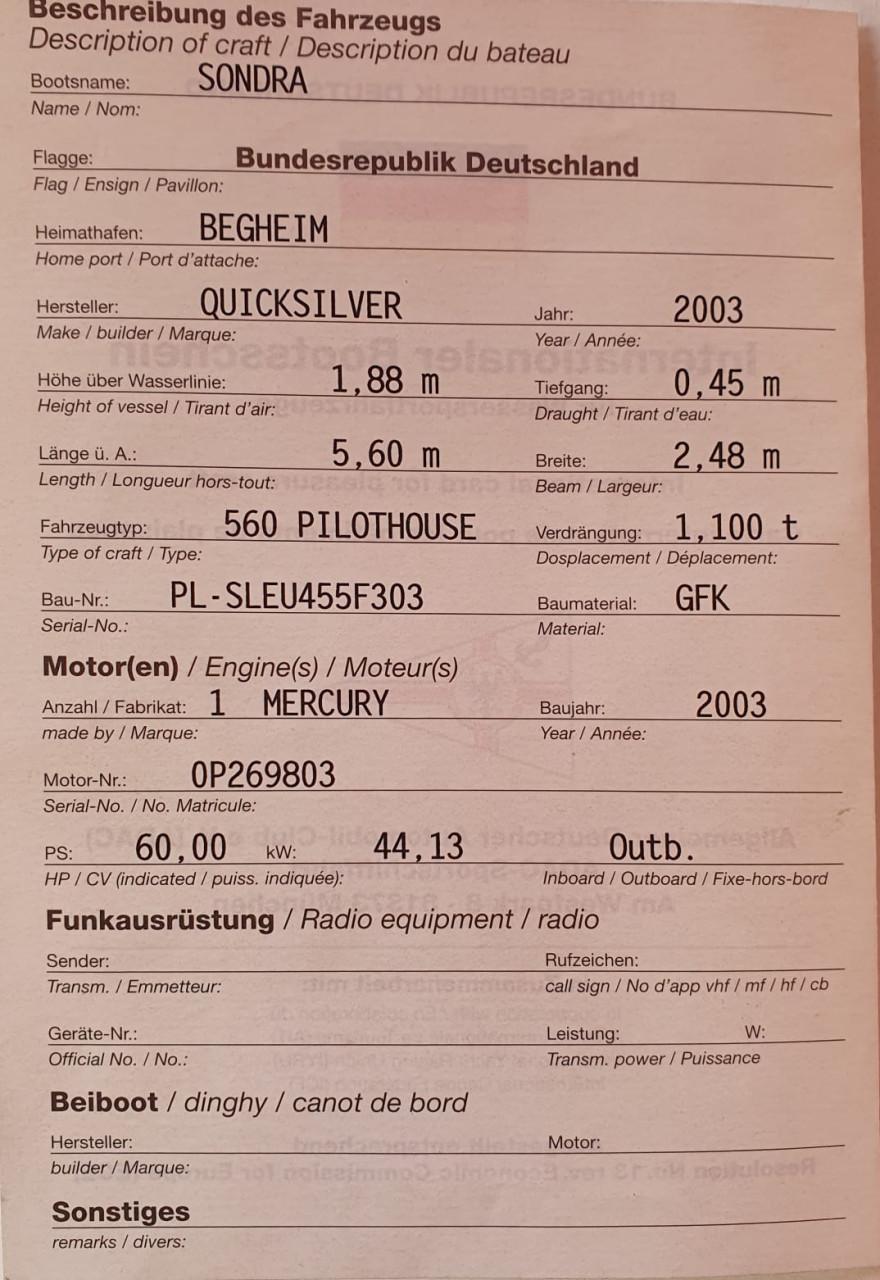 Beschreibung des Fahrzeugs
Description of craft / Description du bateau
Bootsname: SONDRA
Name / Nom:
Flagge: Bundesrepublik Deutschland
Flag / Ensign / Pavillon:
Heimathafen: BEGHEIM
Home port / Port d'attache:
Hersteller: QUICKSILVER Jahr: 2003
Make / builder / Marque: Year / Année:
Höhe über Wasserlinie: 1,88 m Tiefgang: 0,45 m
Height of vessel / Tirant d'air: Draught / Tirant d'eau:
Länge ü. A.: 5,60 m Breite: 2,48 m
Length / Longueur hors-tout: Beam / Largeur:
Fahrzeugtyp: 560 PILOTHOUSE Verdrängung: 1,100 t
Type of craft / Type: Dosplacement / Déplacement:
Bau-Nr.: PL-SLEU455F303 Baumaterial: GFK
Serial-No.: Material:
Motor(en) / Engine(s) / Moteur(s)
Anzahl / Fabrikat: 1 MERCURY Baujahr: 2003
made by / Marque: Year / Année:
Motor-Nr.: 0P269803
Serial-No. / No. Matricule:
PS: 60,00 kW: 44,13 Outb.
HP / CV (indicated / puiss. indiquée): Inboard / Outboard / Fixe-hors-bord
Funkausrüstung / Radio equipment / radio
Sender: Rufzeichen:
Transm. / Emmetteur: call sign / No d'app vhf / mf / hf / cb
Geräte-Nr.: Leistung: W:
Official No. / No.: Transm. power / Puissance
Beiboot / dinghy / canot de bord
Hersteller: Motor:
builder / Marque:
Sonstiges
remarks / divers: